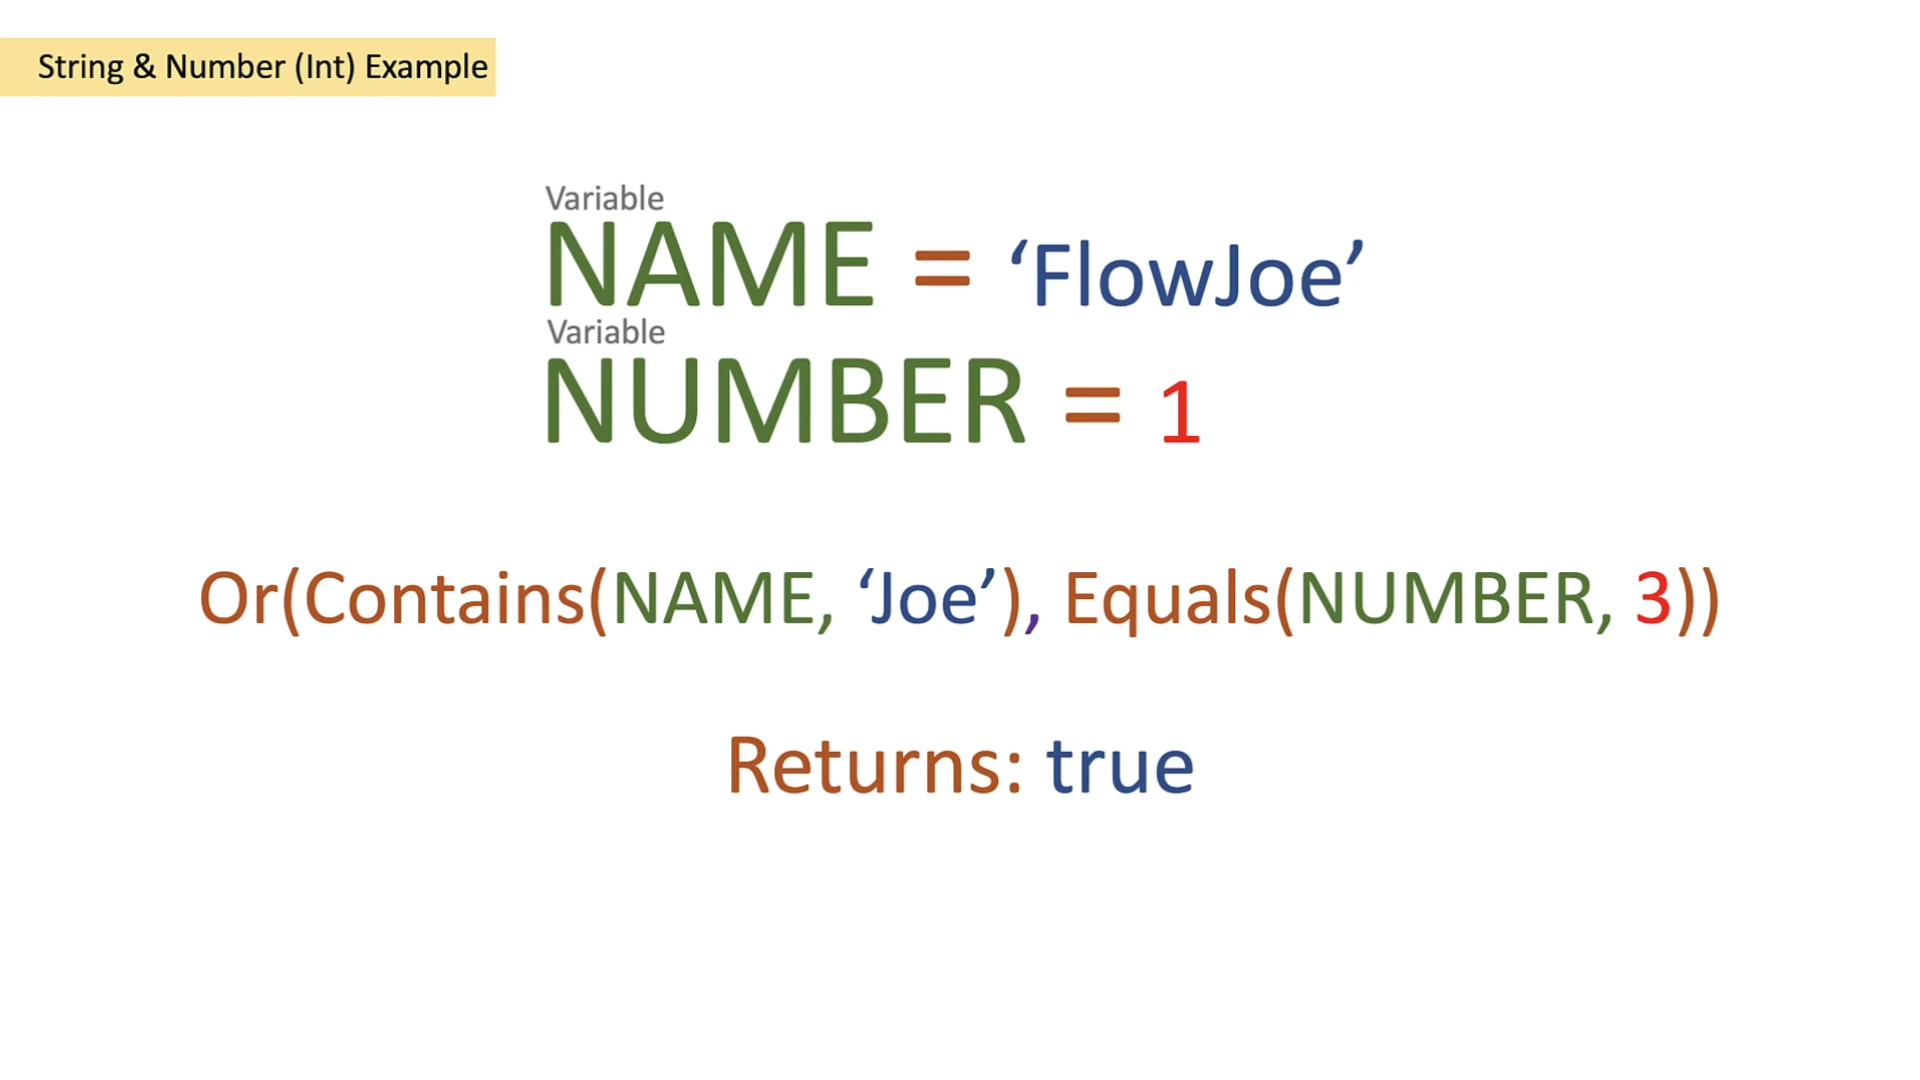 String & Number (Int) Example
Variable
NAME = ‘FlowJoe’
Variable
NUMBER = 1
Or(Contains(NAME, ‘Joe’), Equals(NUMBER, 3))
Returns: true